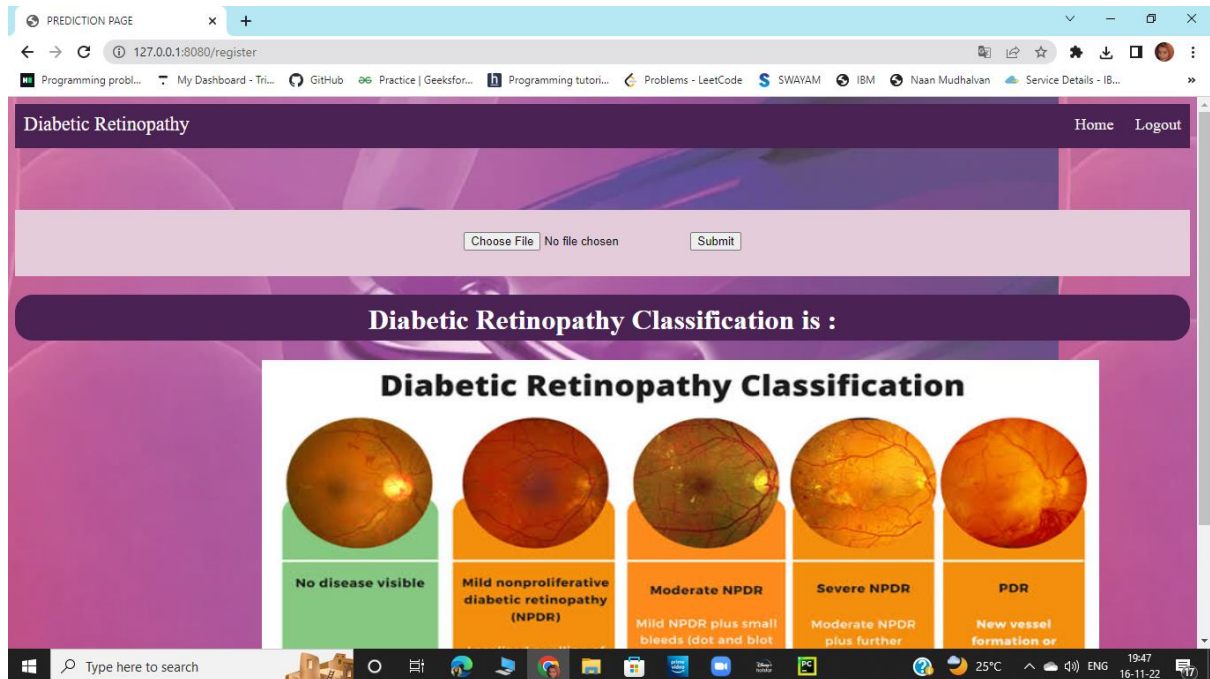 PREDICTION PAGE
127.0.0.1:8080/register
Programming probl... My Dashboard - Tri... GitHub Practice | Geeksfor... Programming tutori... Problems - LeetCode SWAYAM IBM Naan Mudhalvan Service Details - IB... »
Diabetic Retinopathy Home Logout
Choose File No file chosen Submit
Diabetic Retinopathy Classification is :
Diabetic Retinopathy Classification
No disease visible
Mild nonproliferative
diabetic retinopathy
(NPDR)
Moderate NPDR
Mild NPDR plus small
bleeds (dot and blot
Severe NPDR
Moderate NPDR
plus further
PDR
New vessel
formation or
Type here to search
25°C ENG
19:47
16-11-22
17